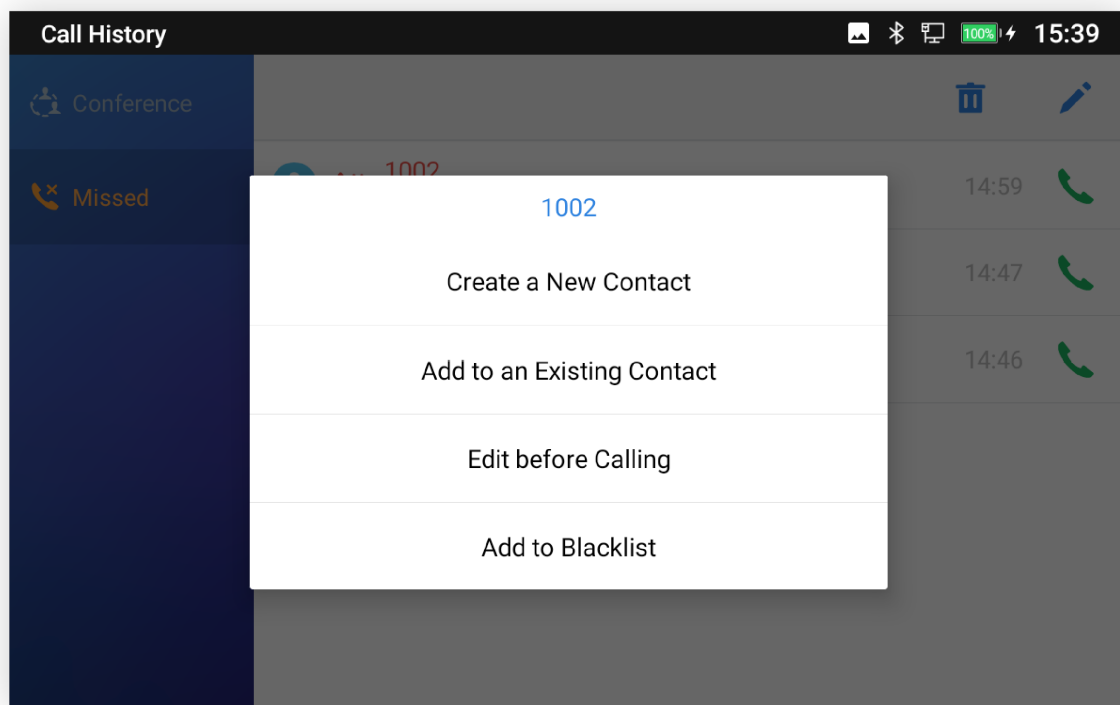 Call History
100%
15:39
Conference
Missed
1002
14:59
1002
Create a New Contact
14:47
Add to an Existing Contact
14:46
Edit before Calling
Add to Blacklist